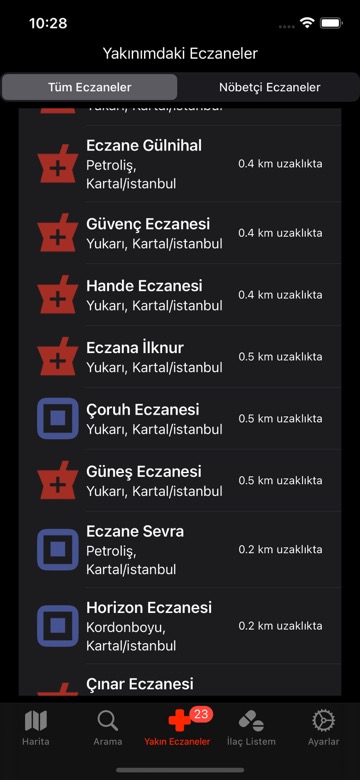 10:28
Yakınımdaki Eczaneler
Tüm Eczaneler
Nöbetçi Eczaneler
Yukarı, Kartal/istanbul
Eczane Gülnihal
Petroliş,
Kartal/istanbul
0.4 km uzaklıkta
Güvenç Eczanesi
Yukarı, Kartal/istanbul
0.4 km uzaklıkta
Hande Eczanesi
Yukarı, Kartal/istanbul
0.4 km uzaklıkta
Eczana İlknur
Yukarı, Kartal/istanbul
0.5 km uzaklıkta
Çoruh Eczanesi
Yukarı, Kartal/istanbul
0.5 km uzaklıkta
Güneş Eczanesi
Yukarı, Kartal/istanbul
0.5 km uzaklıkta
Eczane Sevra
Petroliş,
Kartal/istanbul
0.2 km uzaklıkta
Horizon Eczanesi
Kordonboyu,
Kartal/istanbul
0.2 km uzaklıkta
Çınar Eczanesi
23
Harita
Arama
Yakın Eczaneler
İlaç Listem
Ayarlar